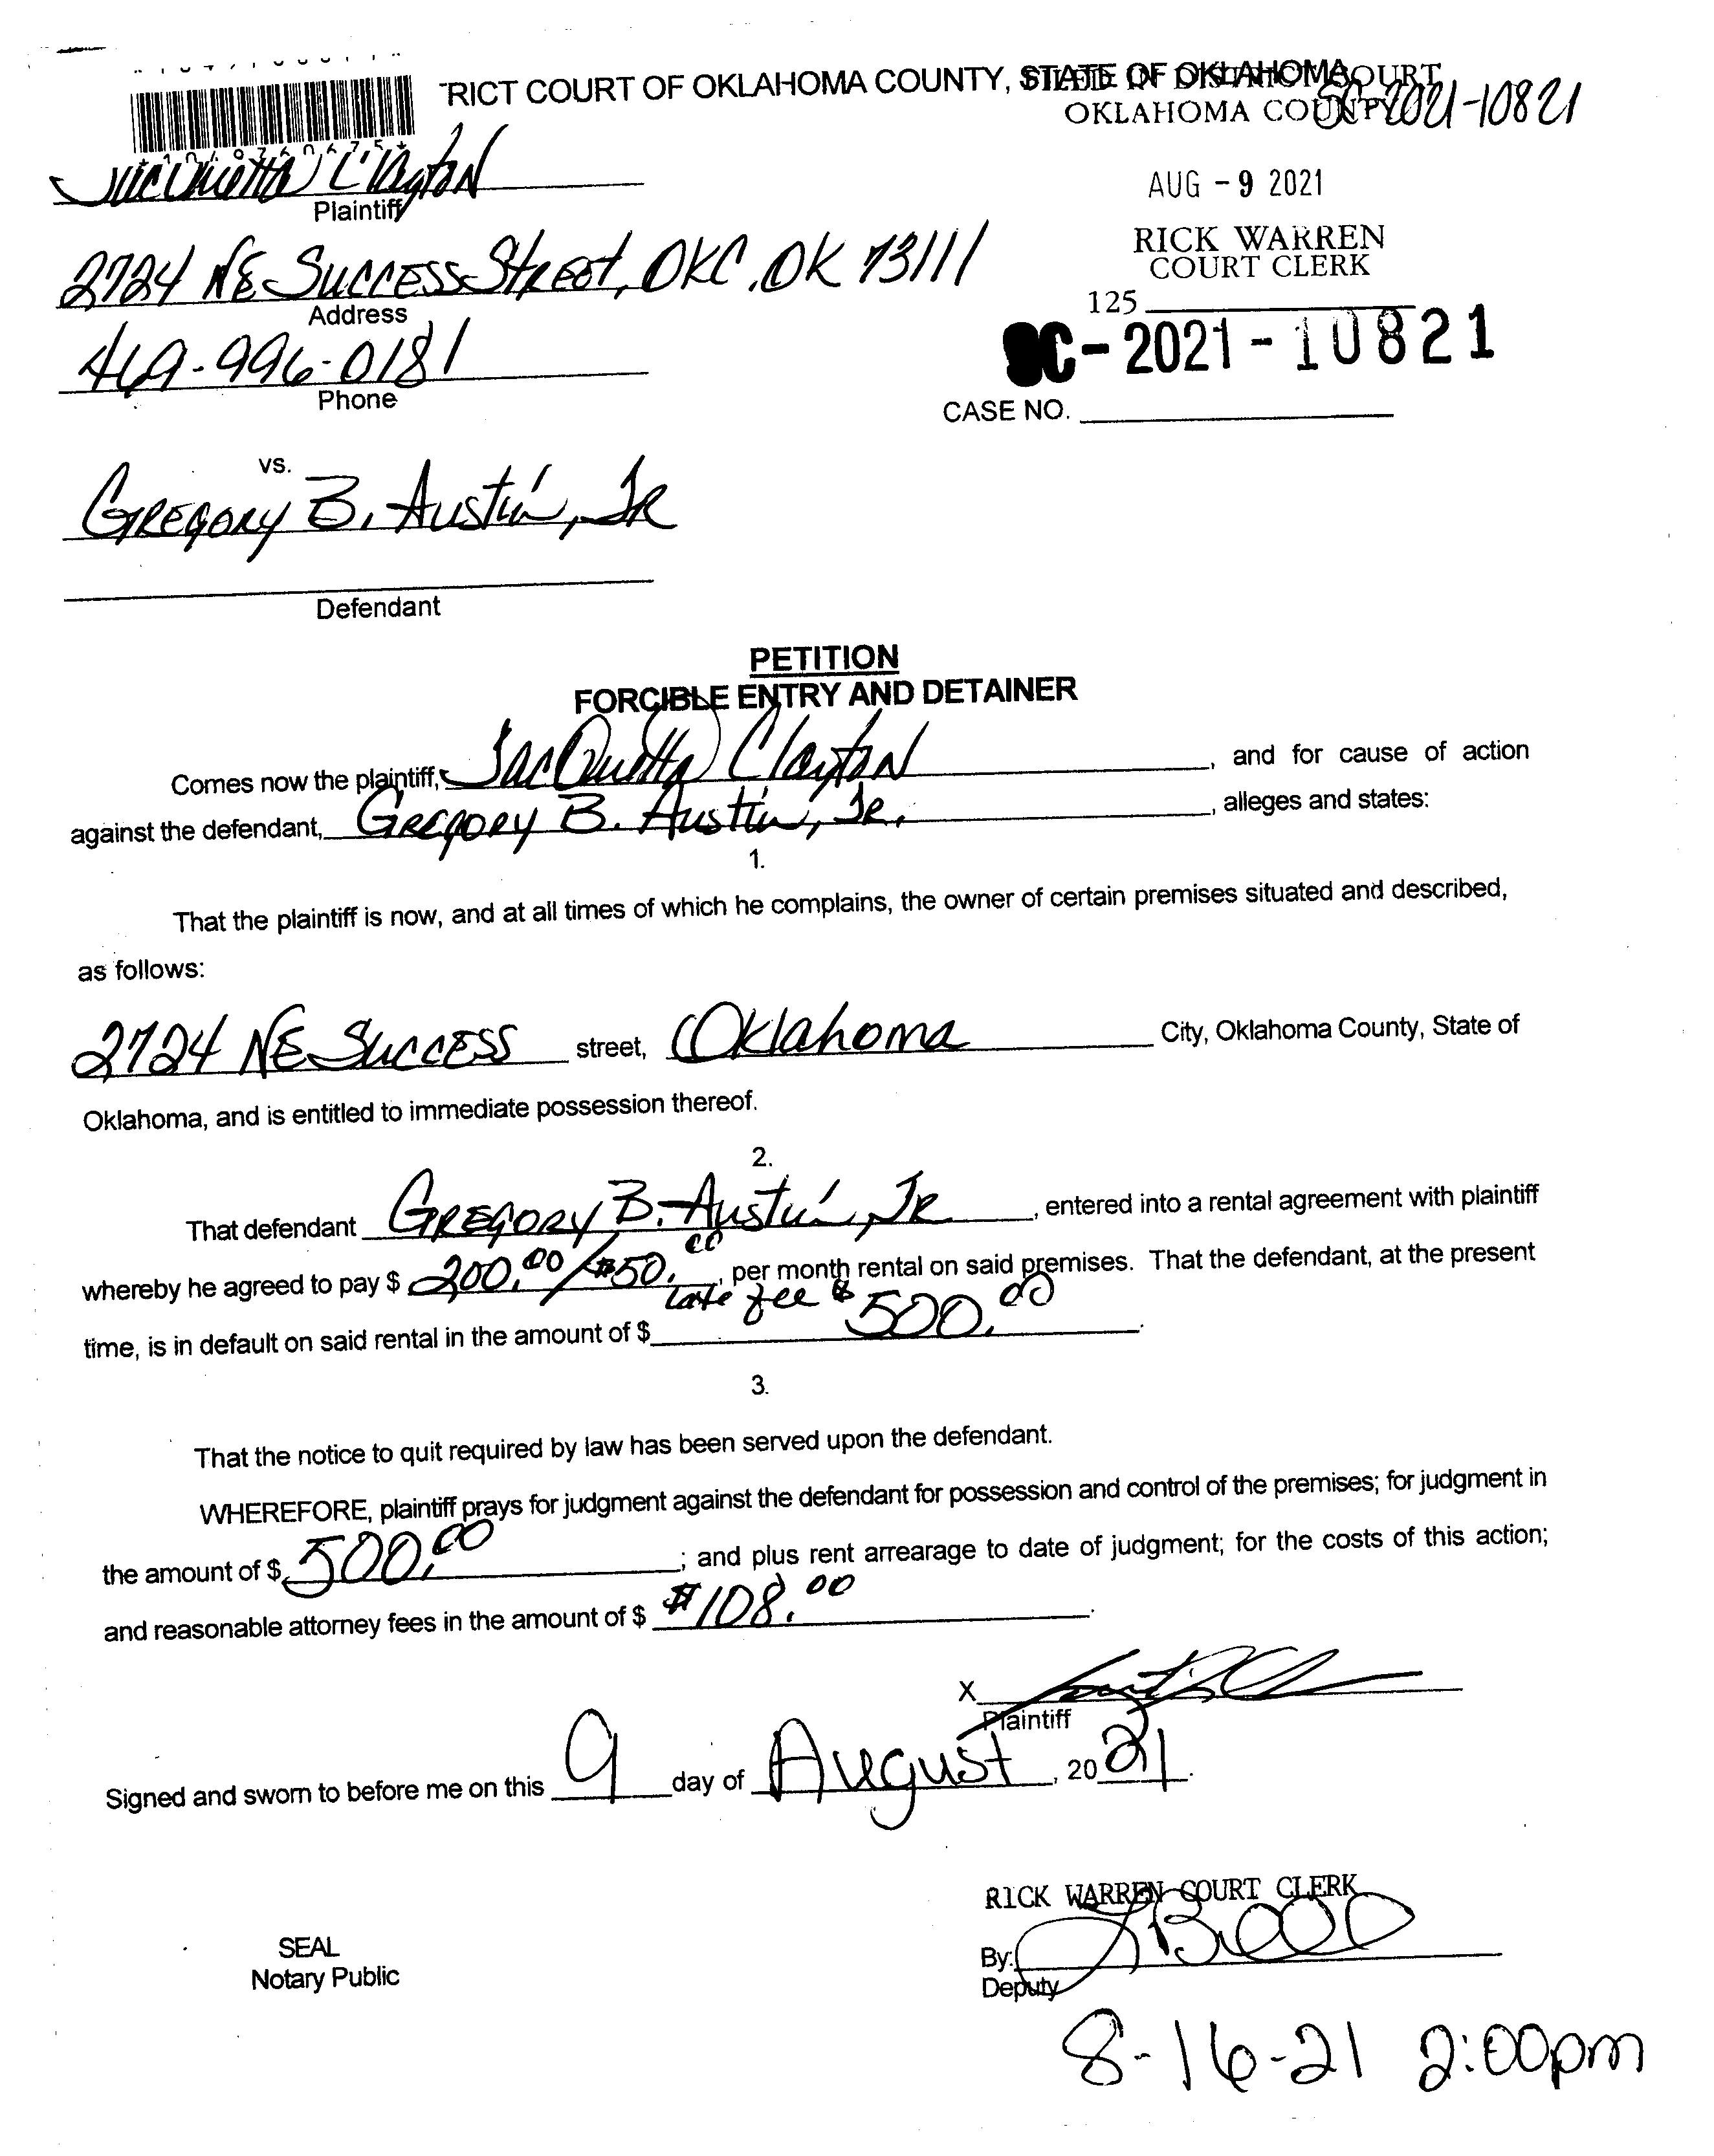 RICT COURT OF OKLAHOMA COUNTY, STATE OF OKLAHOMA
FILED IN DISTRICT COURT
OKLAHOMA COUNTY
SC-2021-10821
JacQuetta Clayton
Plaintiff
AUG - 9 2021
RICK WARREN
COURT CLERK
2724 NE Success Street, OKC, OK 73111
Address
125
SC-2021-10821
469-996-0181
Phone
CASE NO.
vs.
Gregory B. Austin, JR
Defendant
PETITION
FORCIBLE ENTRY AND DETAINER
Comes now the plaintiff, JacQuetta Clayton, and for cause of action
against the defendant, Gregory B. Austin, Jr., alleges and states:
1.
That the plaintiff is now, and at all times of which he complains, the owner of certain premises situated and described,
as follows:
2724 NE Success street, Oklahoma City, Oklahoma County, State of
Oklahoma, and is entitled to immediate possession thereof.
2.
That defendant Gregory B. Austin, JR, entered into a rental agreement with plaintiff
whereby he agreed to pay $ 200.00/$50.00, per month rental on said premises. That the defendant, at the present
late fee $
time, is in default on said rental in the amount of $ 500.00.
3.
That the notice to quit required by law has been served upon the defendant.
WHEREFORE, plaintiff prays for judgment against the defendant for possession and control of the premises; for judgment in
the amount of $ 500.00; and plus rent arrearage to date of judgment; for the costs of this action;
and reasonable attorney fees in the amount of $ $108.00.
X
Plaintiff
Signed and sworn to before me on this 9 day of August, 2021.
RICK WARREN COURT CLERK
SEAL
Notary Public
By:
Deputy
8-16-21 2:00pm